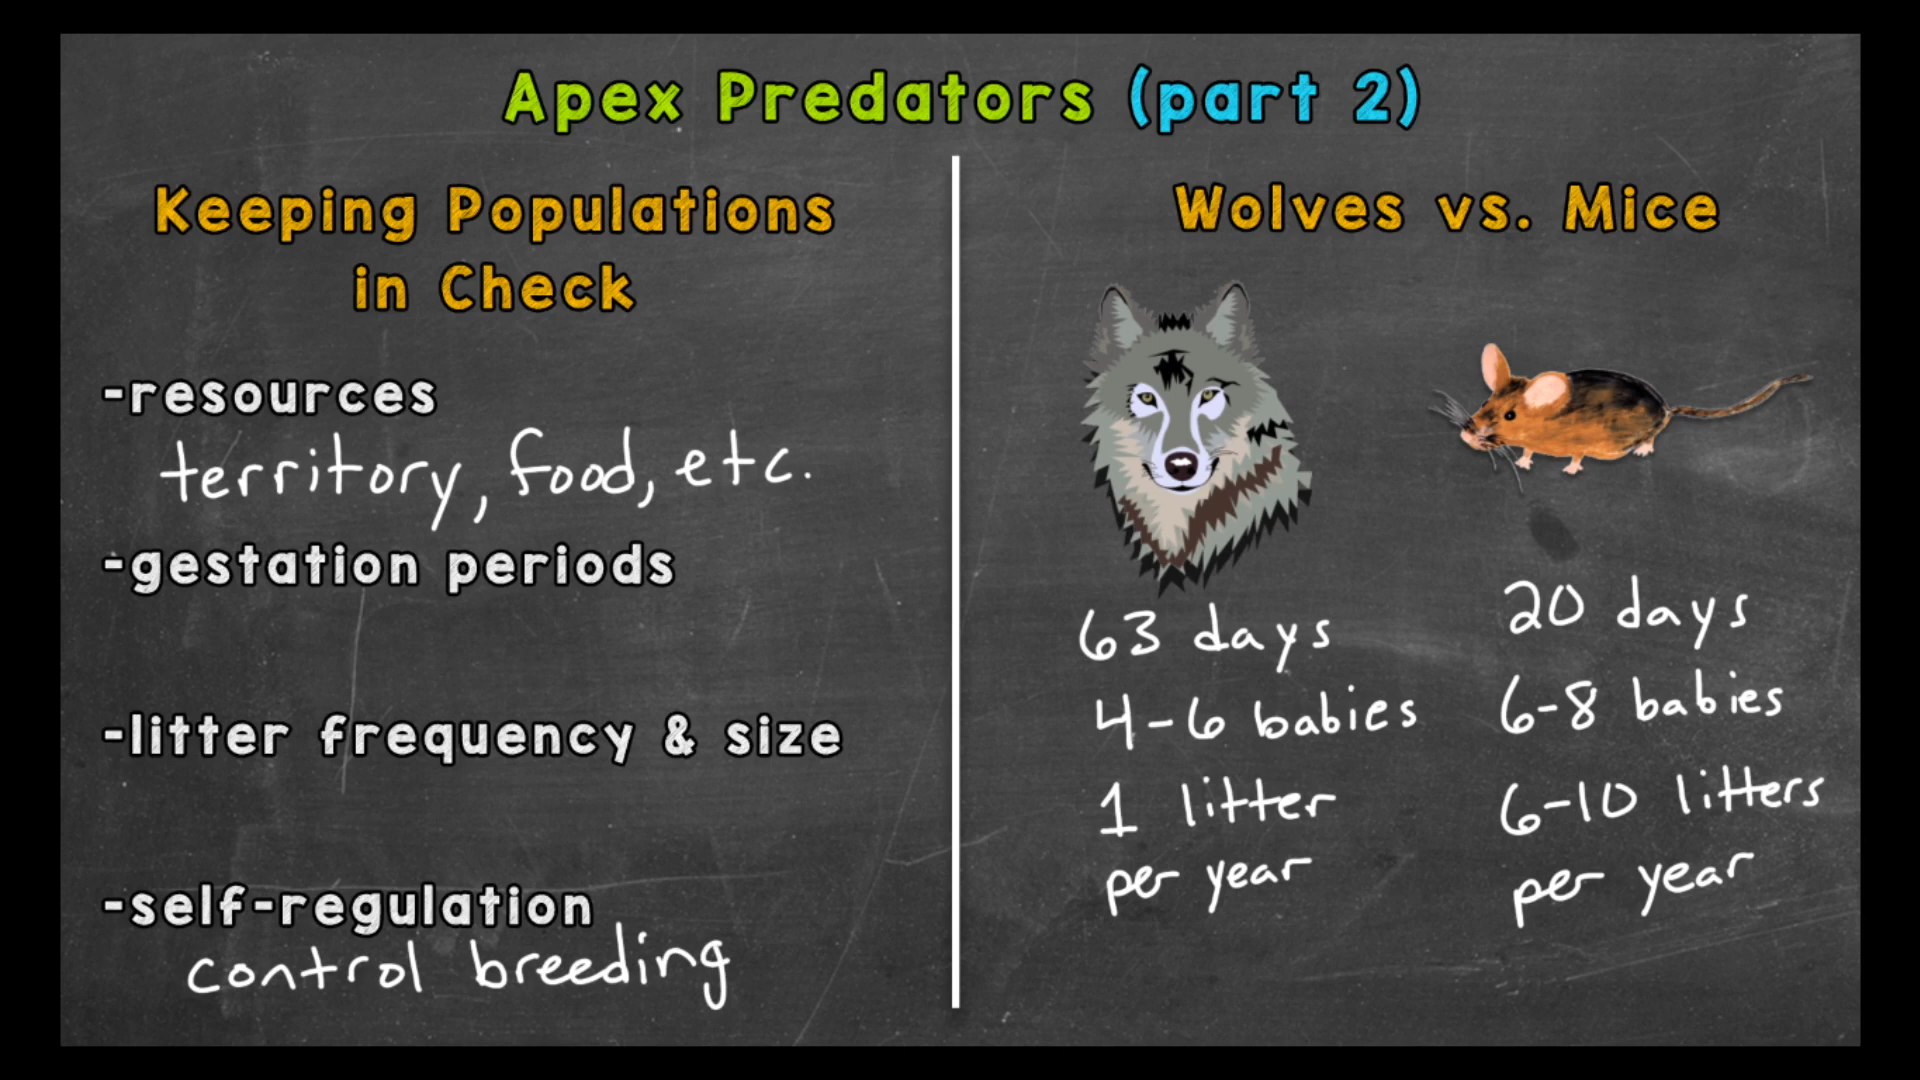 Apex Predators (part 2)
Keeping Populations
in Check
-resources
territory, food, etc.
-gestation periods
-litter frequency & size
-self-regulation
control breeding
Wolves vs. Mice
63 days
4-6 babies
1 litter
per year
20 days
6-8 babies
6-10 litters
per year